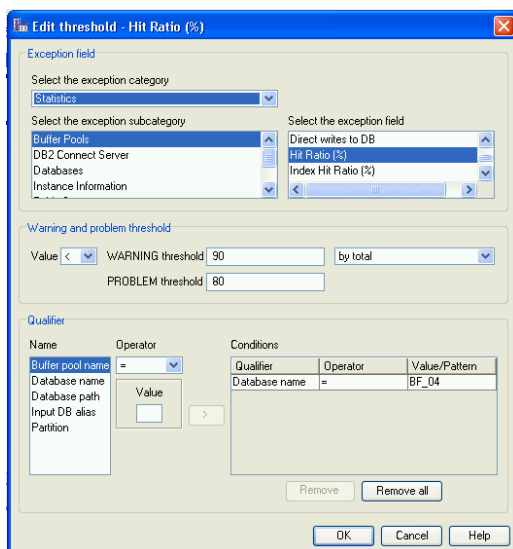 Edit threshold - Hit Ratio (%)
Exception field
Select the exception category
Statistics
Select the exception subcategory
Buffer Pools
DB2 Connect Server
Databases
Instance Information
Select the exception field
Direct writes to DB
Hit Ratio (%)
Index Hit Ratio (%)
Warning and problem threshold
Value < WARNING threshold 90 by total
PROBLEM threshold 80
Qualifier
Name Operator Conditions
Buffer pool name
Database name
Database path
Input DB alias
Partition
=
Value
>
Qualifier Operator Value/Pattern
Database name = BF_04
Remove Remove all
OK Cancel Help